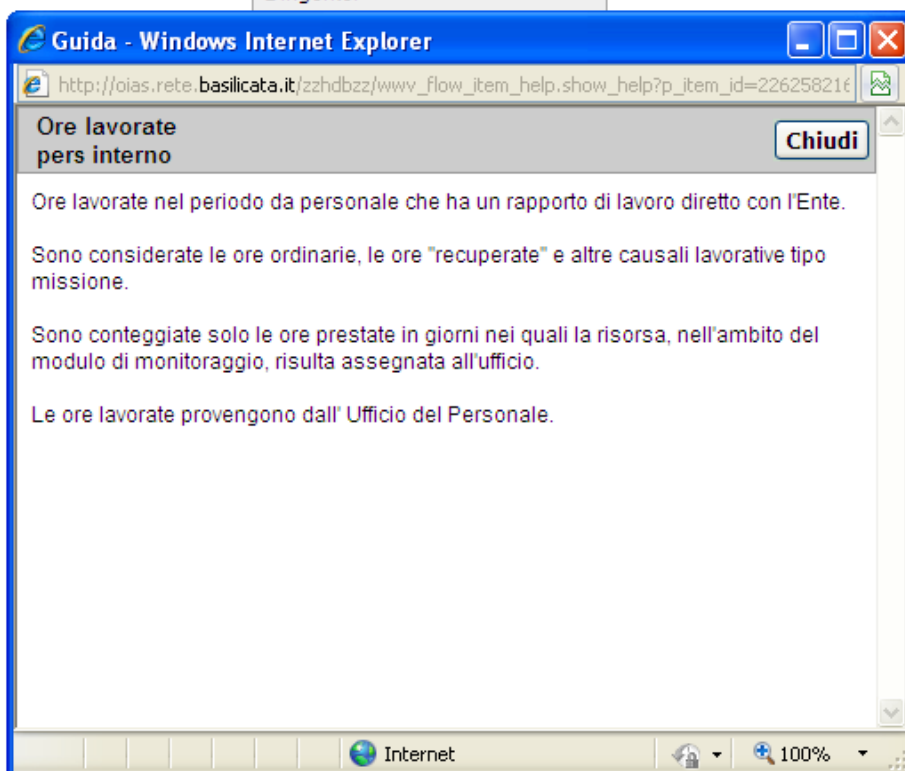 Guida - Windows Internet Explorer
http://oias.rete.basilicata.it/zzhdbzz/wwv_flow_item_help.show_help?p_item_id=226258216
Ore lavorate
pers interno
Chiudi
Ore lavorate nel periodo da personale che ha un rapporto di lavoro diretto con l'Ente.
Sono considerate le ore ordinarie, le ore "recuperate" e altre causali lavorative tipo
missione.
Sono conteggiate solo le ore prestate in giorni nei quali la risorsa, nell'ambito del
modulo di monitoraggio, risulta assegnata all'ufficio.
Le ore lavorate provengono dall' Ufficio del Personale.
Internet
100%